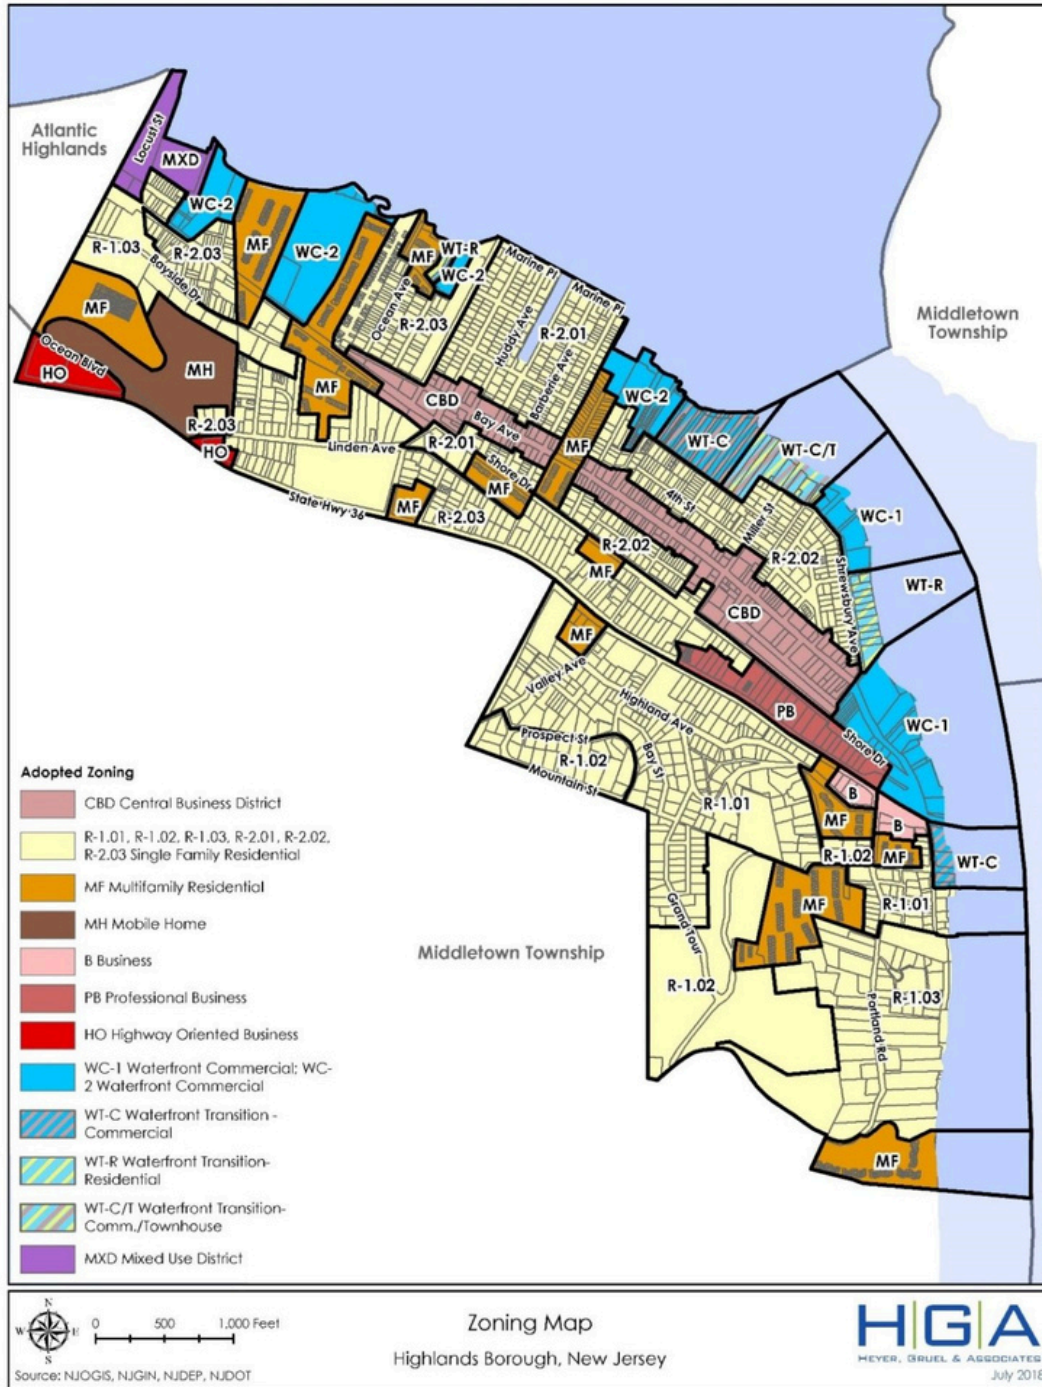 Atlantic
Highlands
Locust St
MXD
WC-2
R-1.03
R-2.03
Bayside Dr
MF
WC-2
MF
WT-R
WC-2
Marine Pl
Marine Pl
Ocean Ave
R-2.03
Huddy Ave
R-2.01
Barberie Ave
Middletown
Township
MF
Ocean Blvd
HO
MH
R-2.03
HO
MF
CBD
Bay Ave
Linden Ave
R-2.01
Shore Dr
MF
MF
WC-2
WT-C
WT-C/T
State Hwy 36
MF
R-2.03
4th St
Miller St
WC-1
R-2.02
R-2.02
MF
Shrewsbury Ave
WT-R
CBD
MF
Valley Ave
Highland Ave
PB
WC-1
Shore Dr
Prospect St
R-1.02
Mountain St
Bay St
R-1.01
B
MF
B
R-1.02
MF
WT-C
MF
R-1.01
Grand Tour
Middletown Township
R-1.02
R-1.03
Portland Rd
MF
Adopted Zoning
CBD Central Business District
R-1.01, R-1.02, R-1.03, R-2.01, R-2.02,
R-2.03 Single Family Residential
MF Multifamily Residential
MH Mobile Home
B Business
PB Professional Business
HO Highway Oriented Business
WC-1 Waterfront Commercial; WC-
2 Waterfront Commercial
WT-C Waterfront Transition -
Commercial
WT-R Waterfront Transition-
Residential
WT-C/T Waterfront Transition-
Comm./Townhouse
MXD Mixed Use District
N
W E
S
0 500 1,000 Feet
Source: NJOGIS, NJGIN, NJDEP, NJDOT
Zoning Map
Highlands Borough, New Jersey
H|G|A
HEYER, GRUEL & ASSOCIATES
July 2018